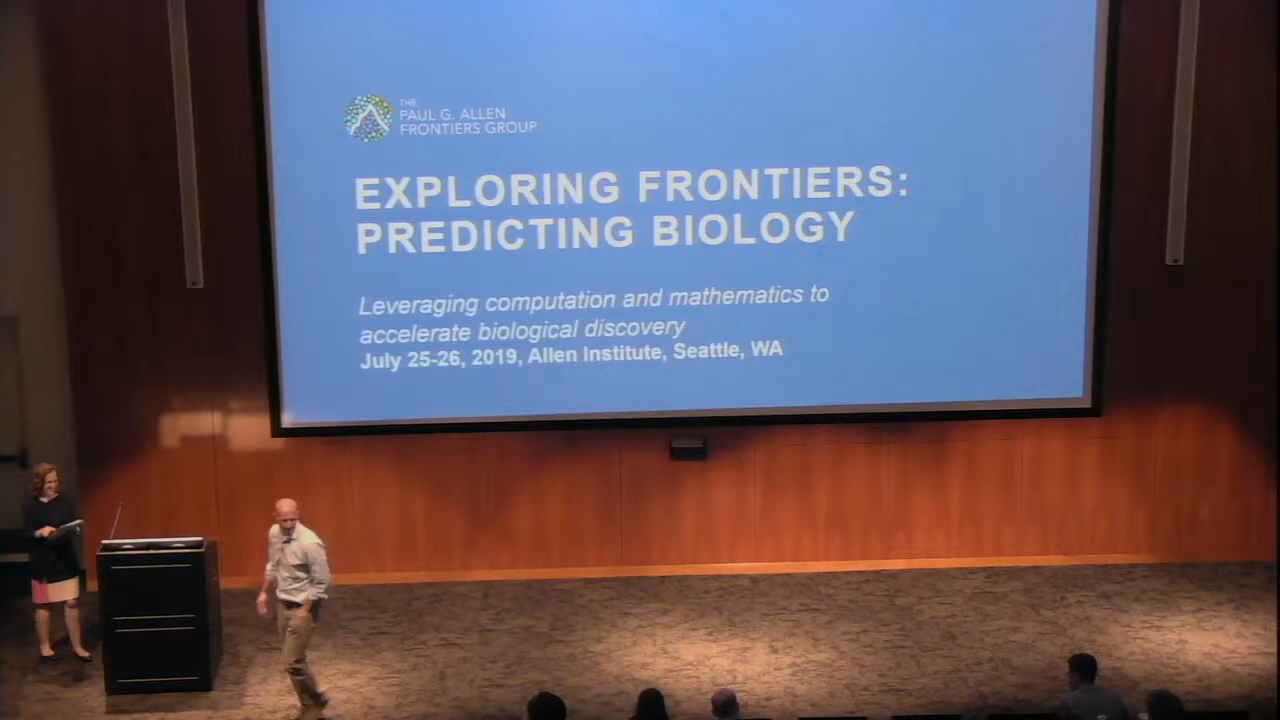 THE
PAUL G. ALLEN
FRONTIERS GROUP
EXPLORING FRONTIERS:
PREDICTING BIOLOGY
Leveraging computation and mathematics to
accelerate biological discovery
July 25-26, 2019, Allen Institute, Seattle, WA